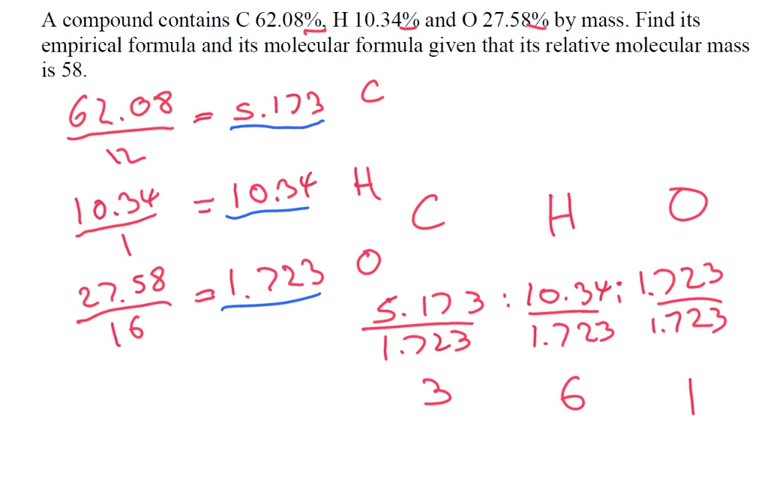 A compound contains C 62.08%, H 10.34% and O 27.58% by mass. Find its
empirical formula and its molecular formula given that its relative molecular mass
is 58.
62.08/12 = 5.173 C
10.34/1 = 10.34 H
27.58/16 = 1.723 O
C H O
5.173/1.723 : 10.34/1.723 : 1.723/1.723
3 6 1